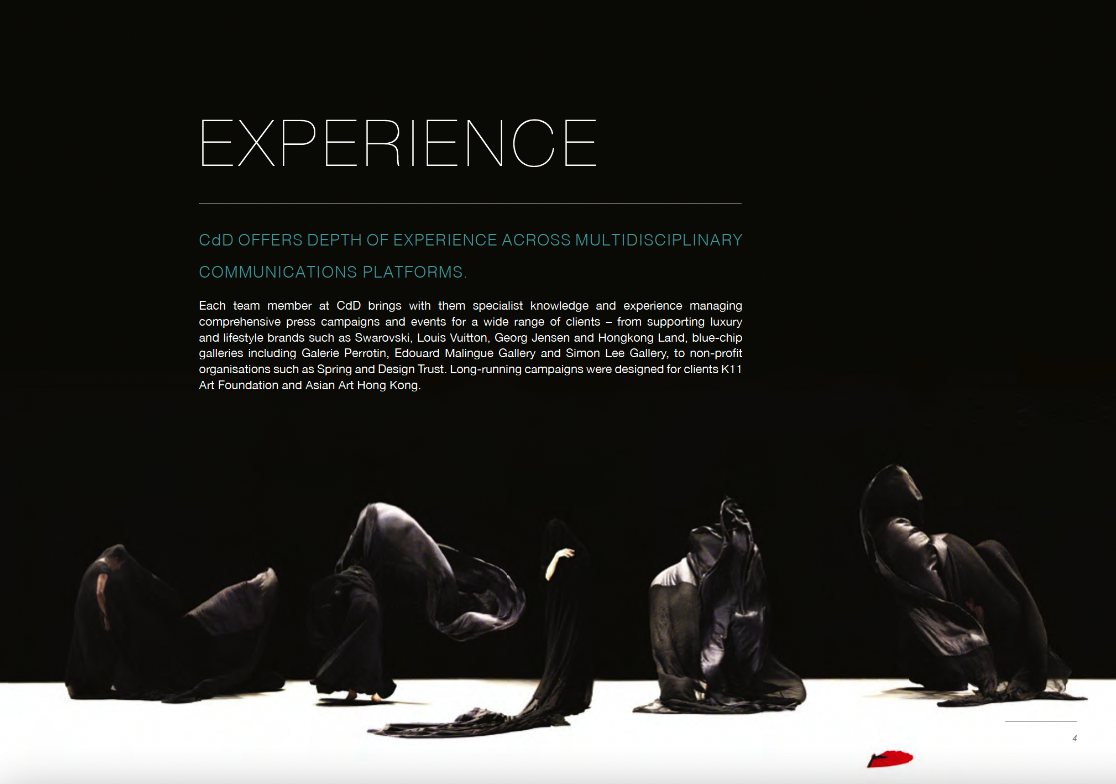 EXPERIENCE
CdD OFFERS DEPTH OF EXPERIENCE ACROSS MULTIDISCIPLINARY
COMMUNICATIONS PLATFORMS.
Each team member at CdD brings with them specialist knowledge and experience managing
comprehensive press campaigns and events for a wide range of clients – from supporting luxury
and lifestyle brands such as Swarovski, Louis Vuitton, Georg Jensen and Hongkong Land, blue-chip
galleries including Galerie Perrotin, Edouard Malingue Gallery and Simon Lee Gallery, to non-profit
organisations such as Spring and Design Trust. Long-running campaigns were designed for clients K11
Art Foundation and Asian Art Hong Kong.
4